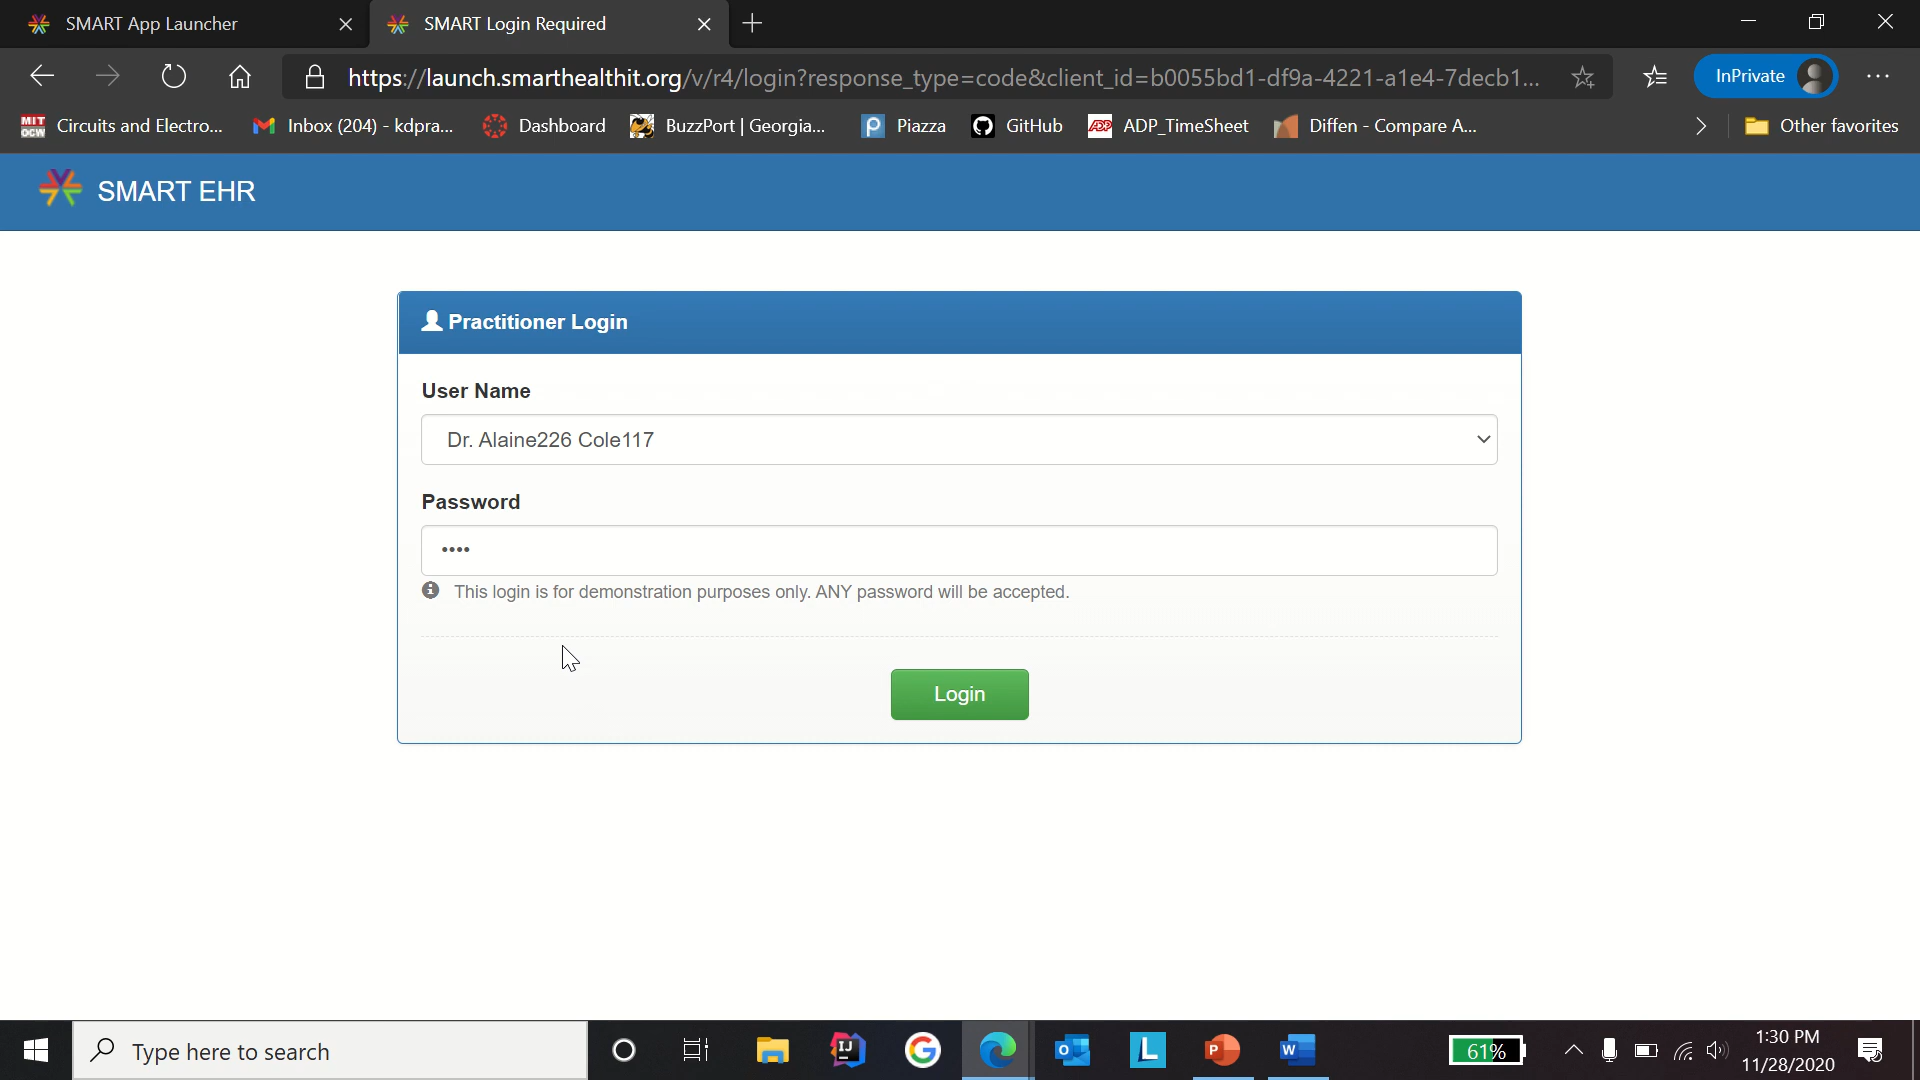 SMART App Launcher
SMART Login Required
https://launch.smarthealthit.org/v/r4/login?response_type=code&client_id=b0055bd1-df9a-4221-a1e4-7decb1...
InPrivate
MIT OCW Circuits and Electro...
Inbox (204) - kdpra...
Dashboard
BuzzPort | Georgia...
Piazza
GitHub
ADP_TimeSheet
Diffen - Compare A...
Other favorites
SMART EHR
Practitioner Login
User Name
Dr. Alaine226 Cole117
Password
••••
This login is for demonstration purposes only. ANY password will be accepted.
Login
Type here to search
61%
1:30 PM
11/28/2020